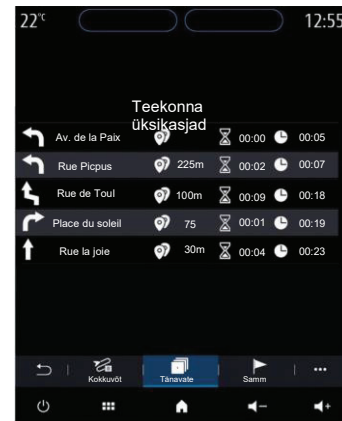 22°C 12:55
Teekonna
üksikasjad
Av. de la Paix 00:00 00:05
Rue Picpus 225m 00:02 00:07
Rue de Toul 100m 00:09 00:18
Place du soleil 75 00:01 00:19
Rue la joie 30m 00:04 00:23
Kokkuvõt Tänavate Samm